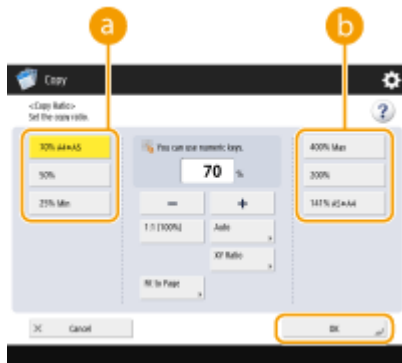 a
b
Copy
<Copy Ratio>
Set the copy ratio.
?
70% A4➔A5
50%
25% Min
You can use numeric keys.
70 %
−
+
1:1 (100%)
Auto
XY Ratio
Fit to Page
400% Max
200%
141% A5➔A4
× Cancel
OK